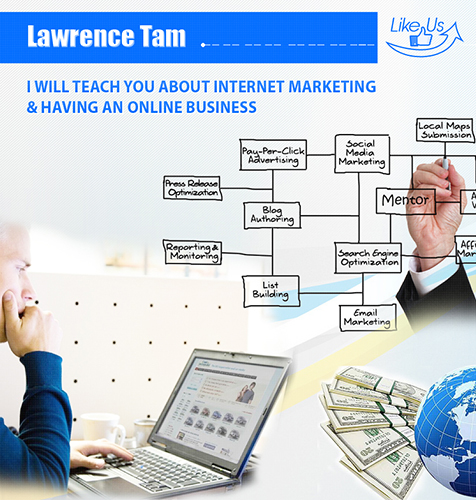 Lawrence Tam
Like Us
I WILL TEACH YOU ABOUT INTERNET MARKETING
& HAVING AN ONLINE BUSINESS
Local Maps
Submission
Pay-Per-Click
Advertising
Social
Media
Marketing
Press Release
Optimization
Mentor
Blog
Authoring
Reporting &
Monitoring
Search Engine
Optimization
List
Building
Email
Marketing
20
20